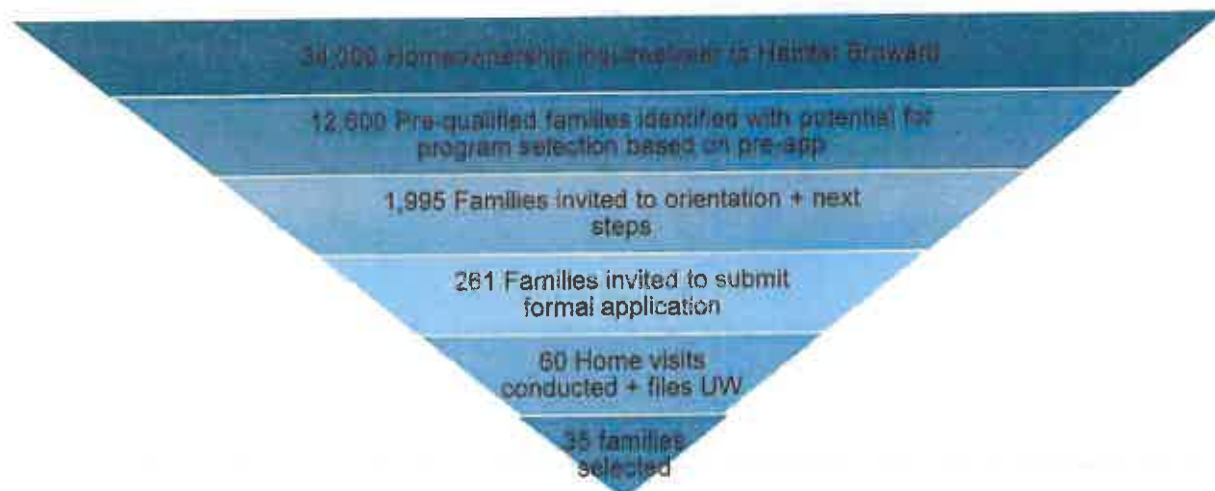 34,000 Homeownership inquiries/year to Habitat Broward
12,600 Pre-qualified families identified with potential for
program selection based on pre-app
1,995 Families invited to orientation + next
steps
261 Families invited to submit
formal application
60 Home visits
conducted + files UW
35 families
selected